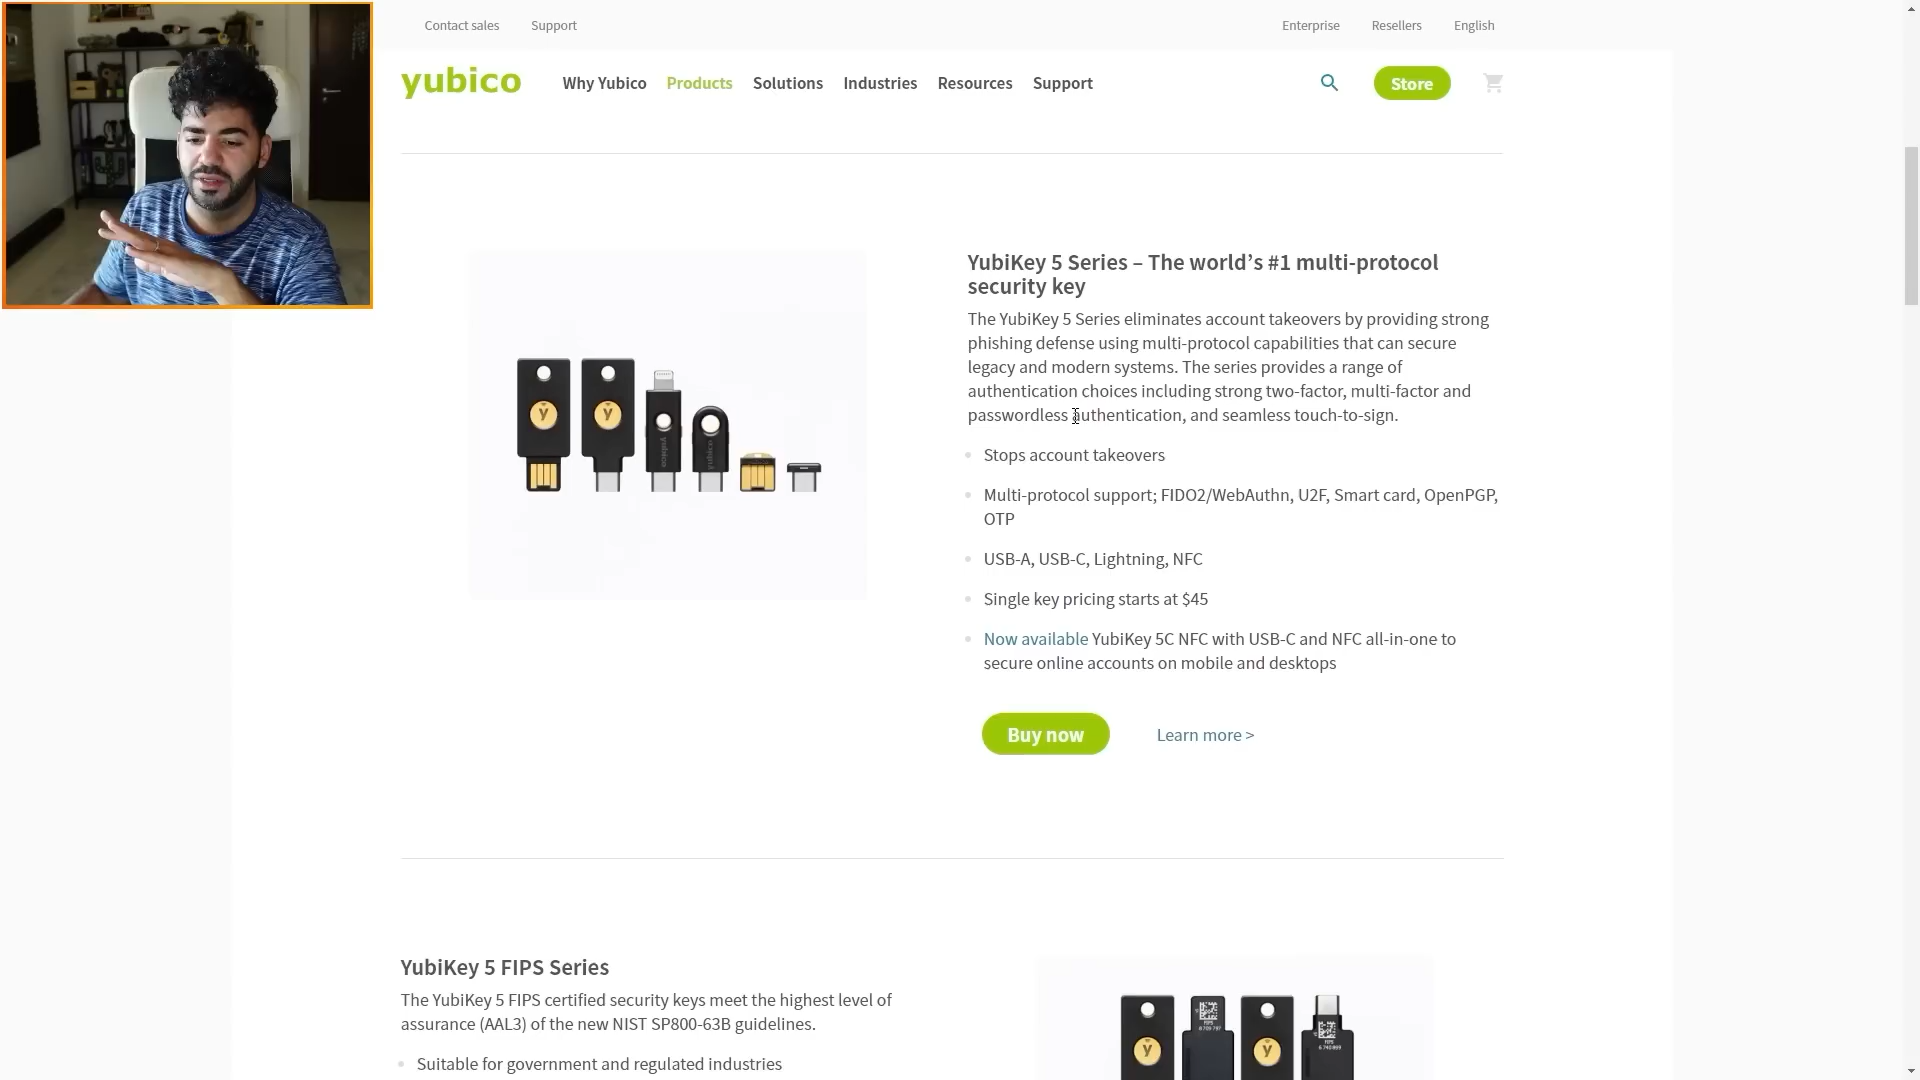 Contact sales Support Enterprise Resellers English
yubico Why Yubico Products Solutions Industries Resources Support Store
YubiKey 5 Series – The world’s #1 multi-protocol
security key
The YubiKey 5 Series eliminates account takeovers by providing strong
phishing defense using multi-protocol capabilities that can secure
legacy and modern systems. The series provides a range of
authentication choices including strong two-factor, multi-factor and
passwordless authentication, and seamless touch-to-sign.
Stops account takeovers
Multi-protocol support; FIDO2/WebAuthn, U2F, Smart card, OpenPGP,
OTP
USB-A, USB-C, Lightning, NFC
Single key pricing starts at $45
Now available YubiKey 5C NFC with USB-C and NFC all-in-one to
secure online accounts on mobile and desktops
Buy now Learn more >
YubiKey 5 FIPS Series
The YubiKey 5 FIPS certified security keys meet the highest level of
assurance (AAL3) of the new NIST SP800-63B guidelines.
Suitable for government and regulated industries